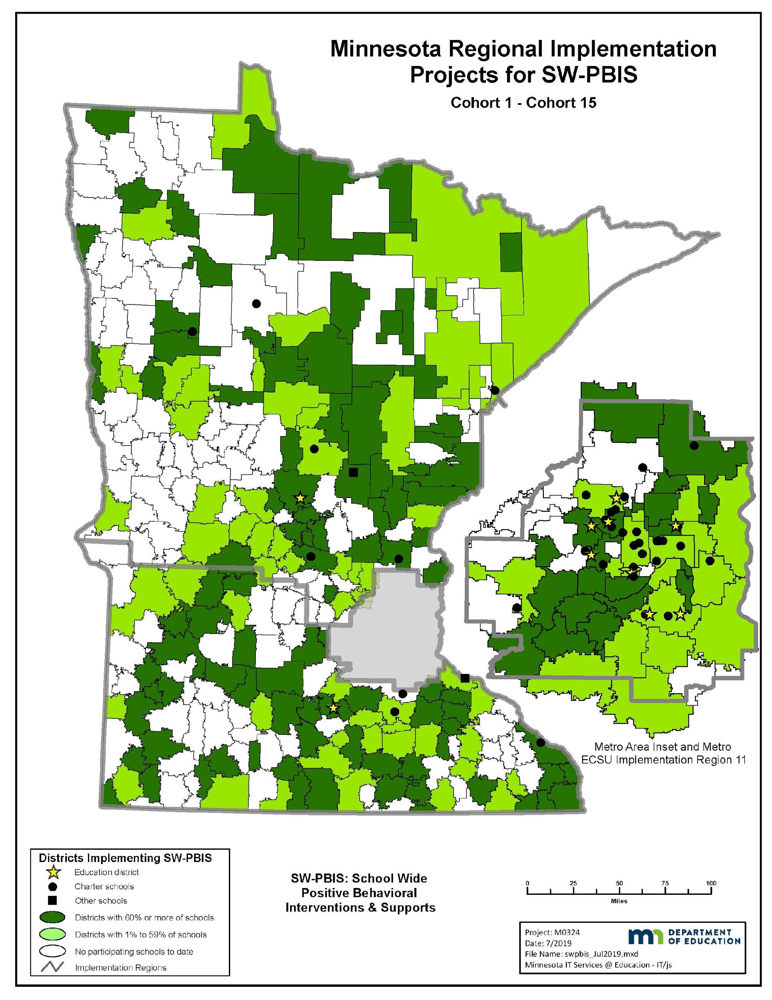 Minnesota Regional Implementation
Projects for SW-PBIS
Cohort 1 - Cohort 15
Metro Area Inset and Metro
ECSU Implementation Region 11
Districts Implementing SW-PBIS
Education district
Charter schools
Other schools
Districts with 60% or more of schools
Districts with 1% to 59% of schools
No participating schools to date
Implementation Regions
SW-PBIS: School Wide
Positive Behavioral
Interventions & Supports
0 25 50 75 100
Miles
Project: M0324
Date: 7/2019
File Name: swpbis_Jul2019.mxd
Minnesota IT Services @ Education - IT/js
mn DEPARTMENT
OF EDUCATION